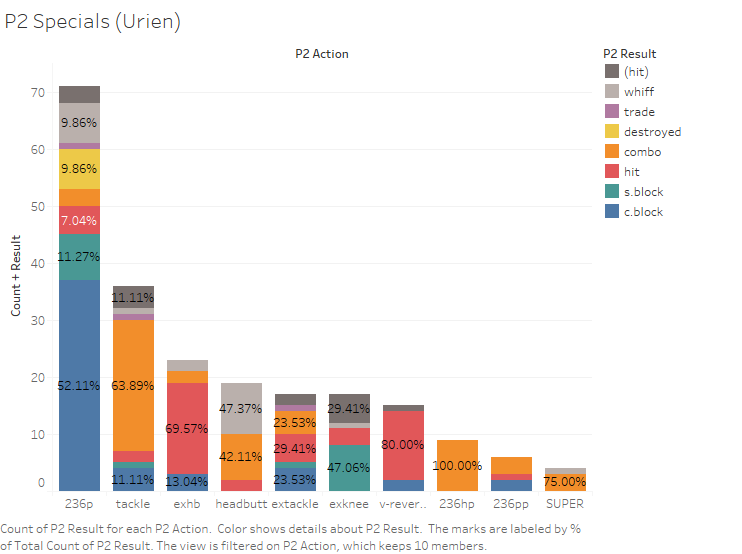 P2 Specials (Urien)
P2 Action
P2 Result
(hit)
whiff
trade
destroyed
combo
hit
s.block
c.block
Count + Result
70
60
50
40
30
20
10
0
9.86%
9.86%
7.04%
11.27%
52.11%
11.11%
63.89%
11.11%
69.57%
13.04%
47.37%
42.11%
23.53%
29.41%
23.53%
29.41%
47.06%
80.00%
100.00%
75.00%
236p tackle exhb headbutt extackle exknee v-rever.. 236hp 236pp SUPER
Count of P2 Result for each P2 Action. Color shows details about P2 Result. The marks are labeled by %
of Total Count of P2 Result. The view is filtered on P2 Action, which keeps 10 members.